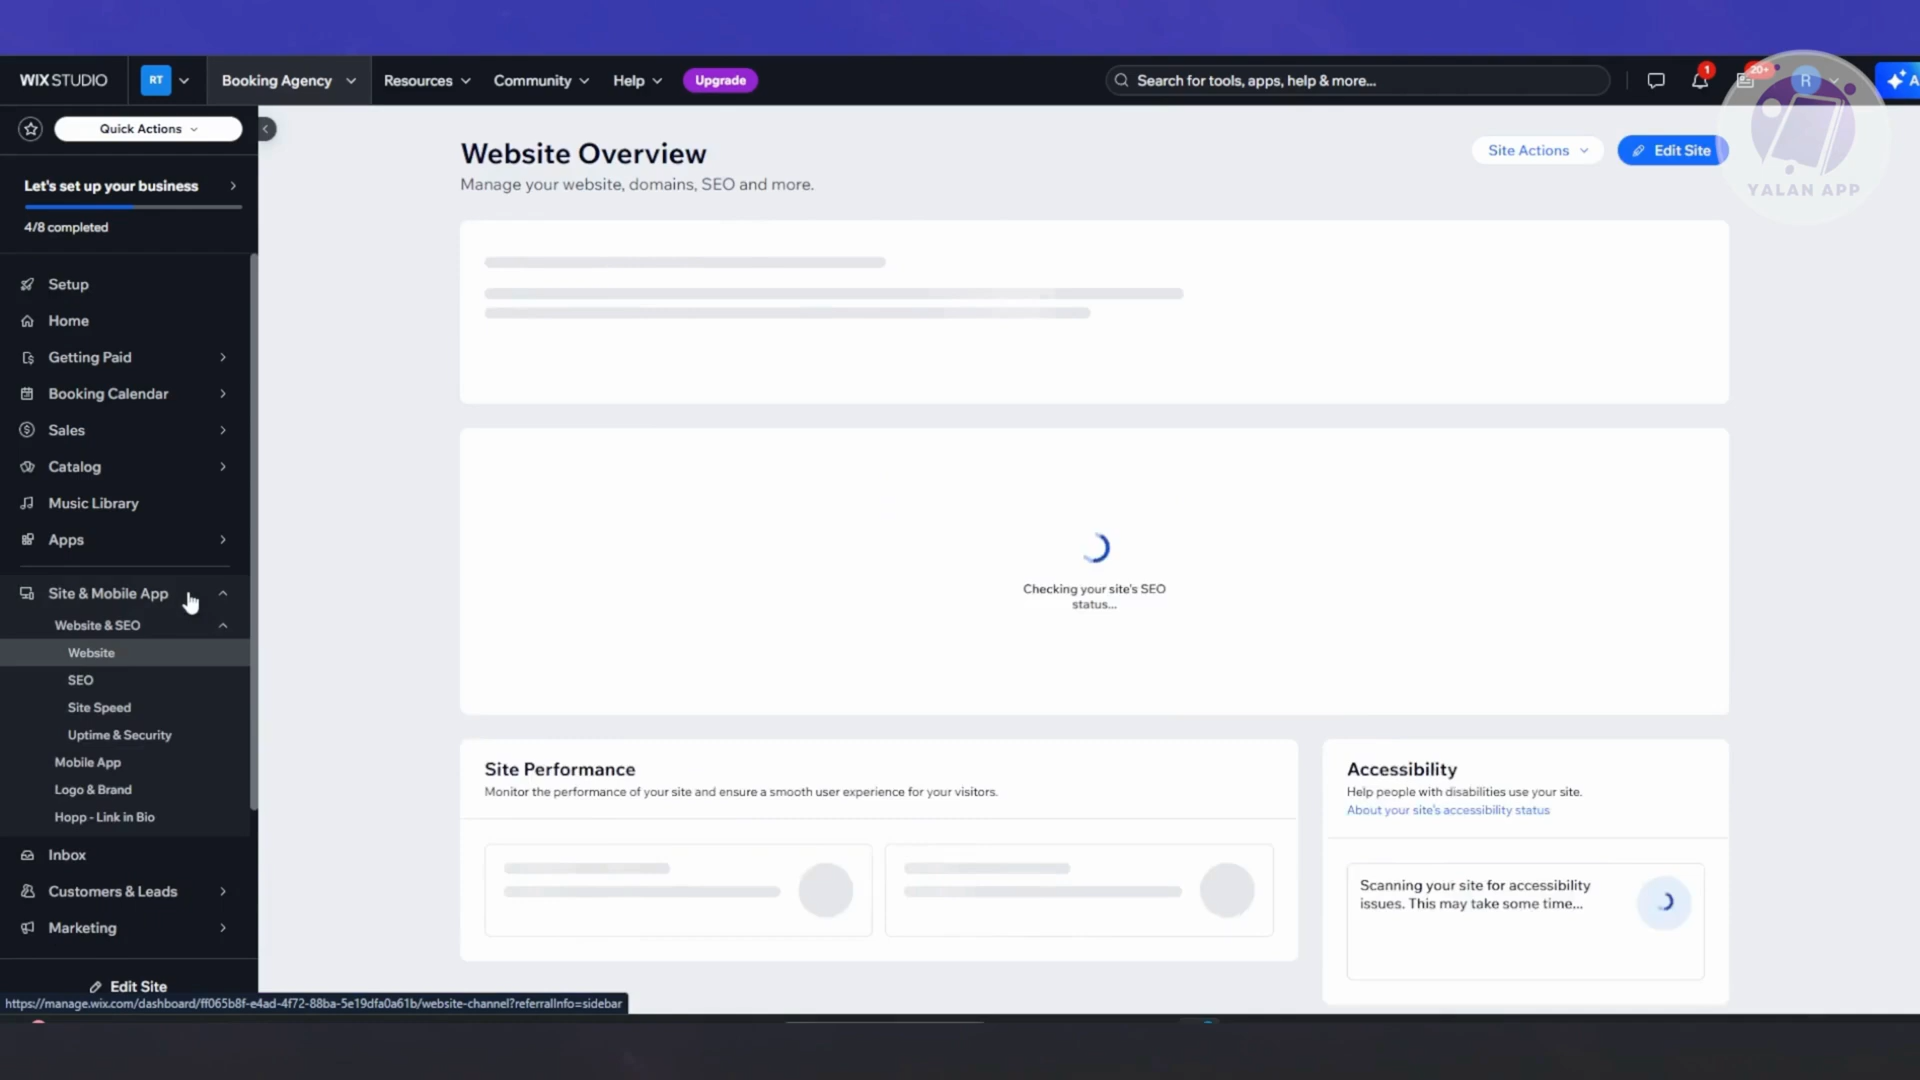 WIX STUDIO
RT
Booking Agency
Resources
Community
Help
Upgrade
Search for tools, apps, help & more...
1
20+
R
A
Quick Actions
Let's set up your business
4/8 completed
Setup
Home
Getting Paid
Booking Calendar
Sales
Catalog
Music Library
Apps
Site & Mobile App
Website & SEO
Website
SEO
Site Speed
Uptime & Security
Mobile App
Logo & Brand
Hopp - Link in Bio
Inbox
Customers & Leads
Marketing
Edit Site
https://manage.wix.com/dashboard/ff065b8f-e4ad-4f72-88ba-5e19dfa0a61b/website-channel?referralInfo=sidebar
Website Overview
Manage your website, domains, SEO and more.
Site Actions
Edit Site
YALAN APP
Checking your site's SEO
status...
Site Performance
Monitor the performance of your site and ensure a smooth user experience for your visitors.
Accessibility
Help people with disabilities use your site.
About your site's accessibility status
Scanning your site for accessibility
issues. This may take some time...